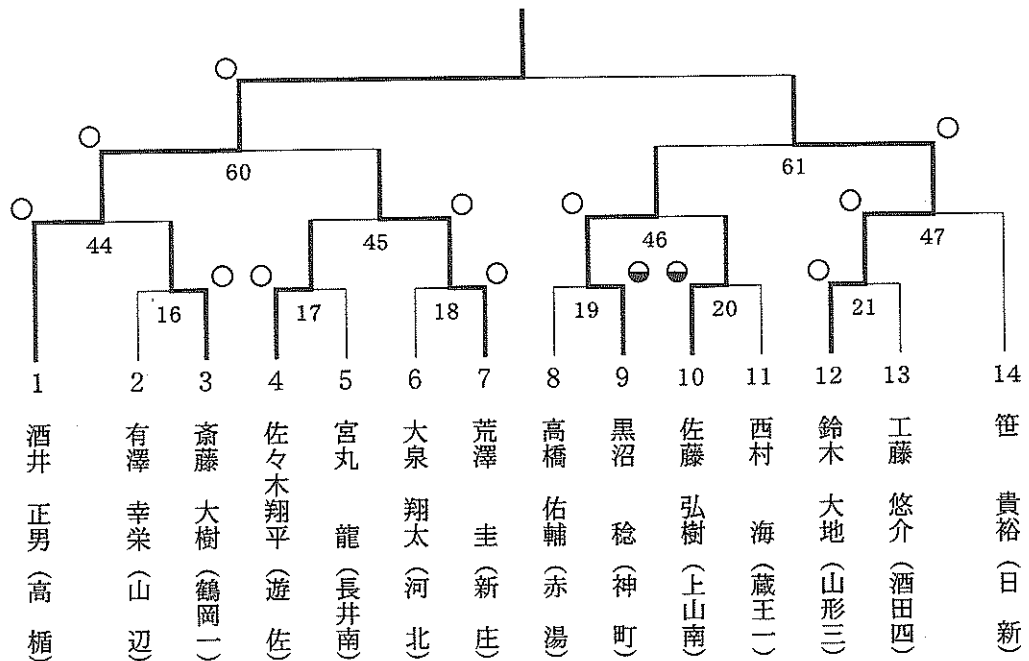 60
61
44
45
46
47
16
17
18
19
20
21
1
2
3
4
5
6
7
8
9
10
11
12
13
14
酒井 正男（高楯）
有澤 幸栄（山辺）
斎藤 大樹（鶴岡一）
佐々木翔平（遊佐）
宮丸 龍（長井南）
大泉 翔太（河北）
荒澤 圭（新庄）
高橋 佑輔（赤湯）
黒沼 稔（神町）
佐藤 弘樹（上山南）
西村 海（蔵王一）
鈴木 大地（山形三）
工藤 悠介（酒田四）
笹 貴裕（日新）